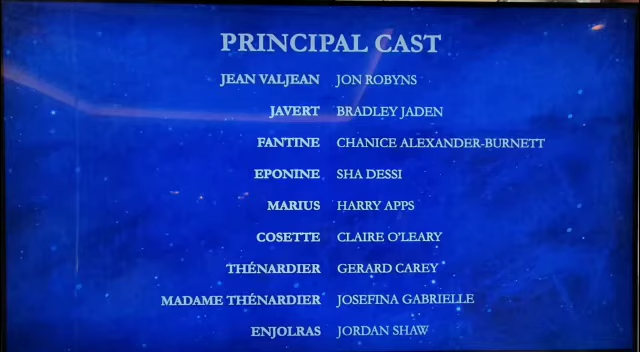 PRINCIPAL CAST
JEAN VALJEAN JON ROBYNS
JAVERT BRADLEY JADEN
FANTINE CHANICE ALEXANDER-BURNETT
EPONINE SHA DESSI
MARIUS HARRY APPS
COSETTE CLAIRE O'LEARY
THÉNARDIER GERARD CAREY
MADAME THÉNARDIER JOSEFINA GABRIELLE
ENJOLRAS JORDAN SHAW